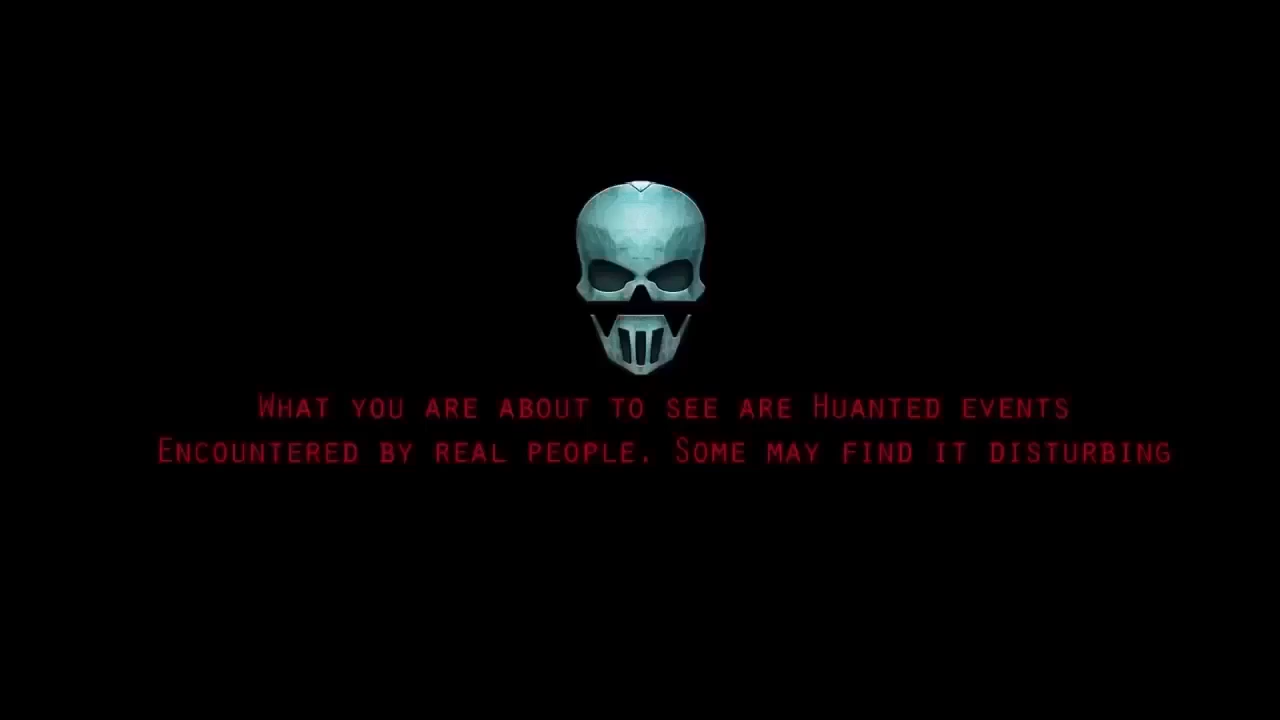 What you are about to see are Huanted events
Encountered by real people. Some may find it disturbing